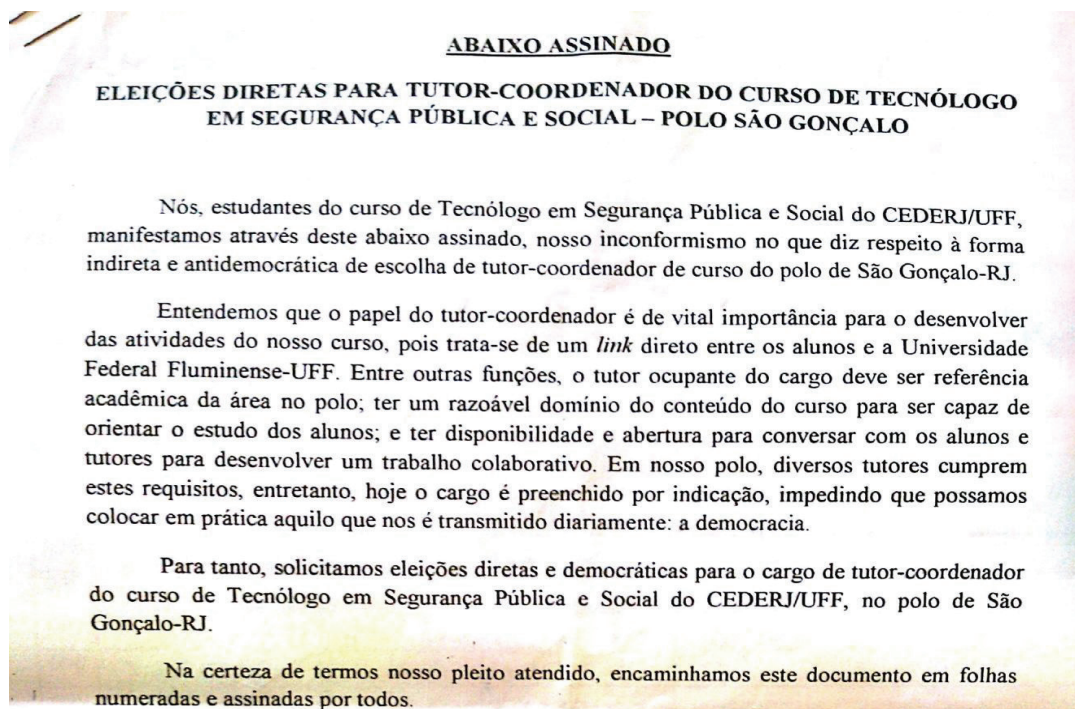 ABAIXO ASSINADO
ELEIÇÕES DIRETAS PARA TUTOR-COORDENADOR DO CURSO DE TECNÓLOGO
EM SEGURANÇA PÚBLICA E SOCIAL – POLO SÃO GONÇALO
Nós, estudantes do curso de Tecnólogo em Segurança Pública e Social do CEDERJ/UFF,
manifestamos através deste abaixo assinado, nosso inconformismo no que diz respeito à forma
indireta e antidemocrática de escolha de tutor-coordenador de curso do polo de São Gonçalo-RJ.
Entendemos que o papel do tutor-coordenador é de vital importância para o desenvolver
das atividades do nosso curso, pois trata-se de um link direto entre os alunos e a Universidade
Federal Fluminense-UFF. Entre outras funções, o tutor ocupante do cargo deve ser referência
acadêmica da área no polo; ter um razoável domínio do conteúdo do curso para ser capaz de
orientar o estudo dos alunos; e ter disponibilidade e abertura para conversar com os alunos e
tutores para desenvolver um trabalho colaborativo. Em nosso polo, diversos tutores cumprem
estes requisitos, entretanto, hoje o cargo é preenchido por indicação, impedindo que possamos
colocar em prática aquilo que nos é transmitido diariamente: a democracia.
Para tanto, solicitamos eleições diretas e democráticas para o cargo de tutor-coordenador
do curso de Tecnólogo em Segurança Pública e Social do CEDERJ/UFF, no polo de São
Gonçalo-RJ.
Na certeza de termos nosso pleito atendido, encaminhamos este documento em folhas
numeradas e assinadas por todos.